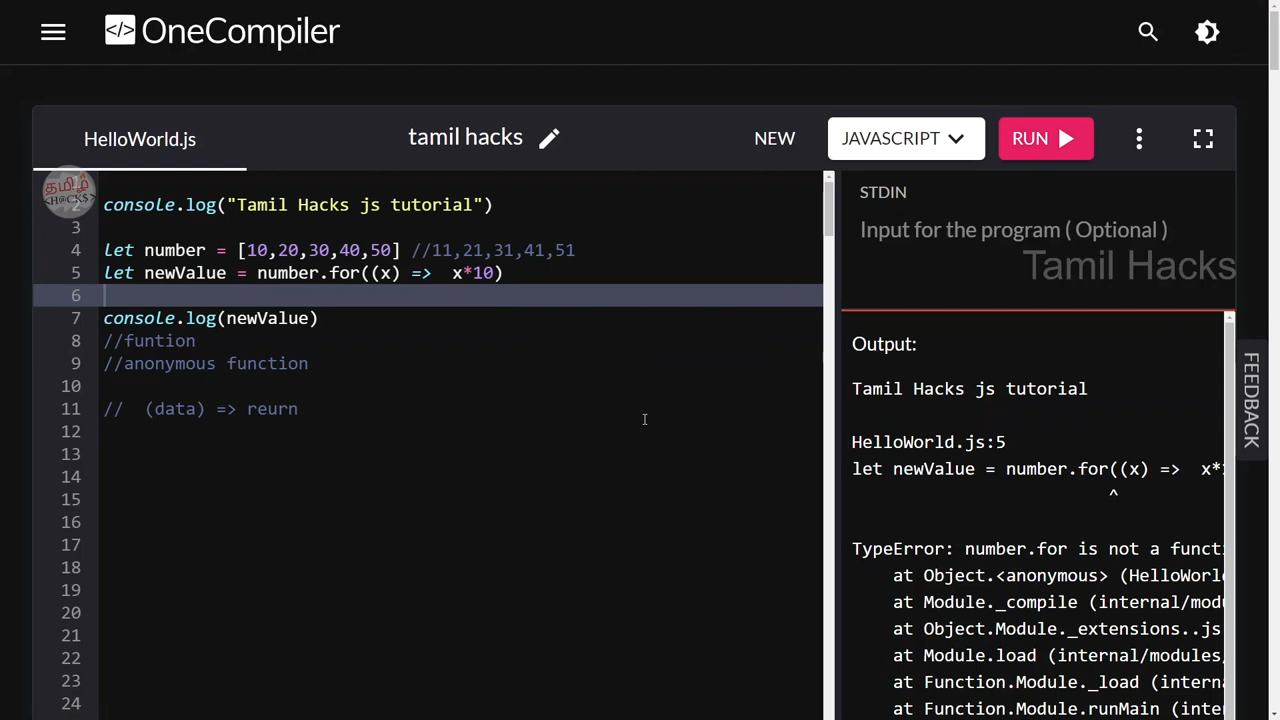 </> OneCompiler
HelloWorld.js
tamil hacks
NEW
JAVASCRIPT
RUN
தமிழ்
<H@CK$>
2 console.log("Tamil Hacks js tutorial")
3
4 let number = [10,20,30,40,50] //11,21,31,41,51
5 let newValue = number.for((x) =>  x*10)
6
7 console.log(newValue)
8 //funtion
9 //anonymous function
10
11 //  (data) => reurn
12
13
14
15
16
17
18
19
20
21
22
23
24
STDIN
Input for the program ( Optional )
Tamil Hacks
Output:
Tamil Hacks js tutorial
HelloWorld.js:5
let newValue = number.for((x) =>  x*
^
TypeError: number.for is not a functi
at Object.<anonymous> (HelloWorl
at Module._compile (internal/modu
at Object.Module._extensions..js
at Module.load (internal/modules/
at Function.Module._load (intern
at Function.Module.runMain (inte
FEEDBACK